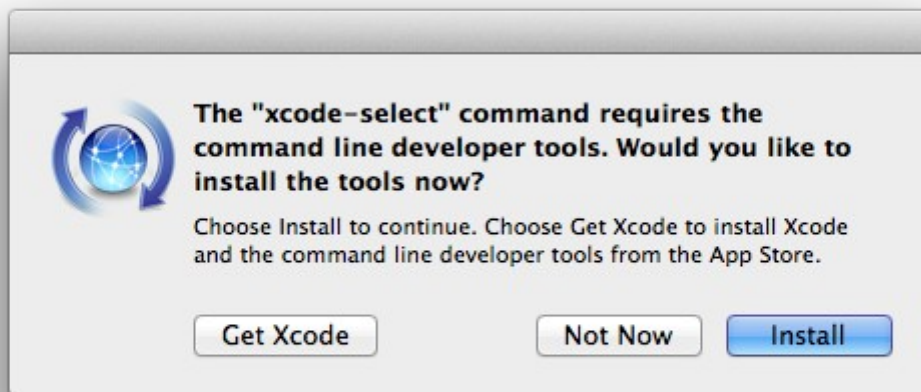 The "xcode-select" command requires the
command line developer tools. Would you like to
install the tools now?
Choose Install to continue. Choose Get Xcode to install Xcode
and the command line developer tools from the App Store.
Get Xcode
Not Now
Install